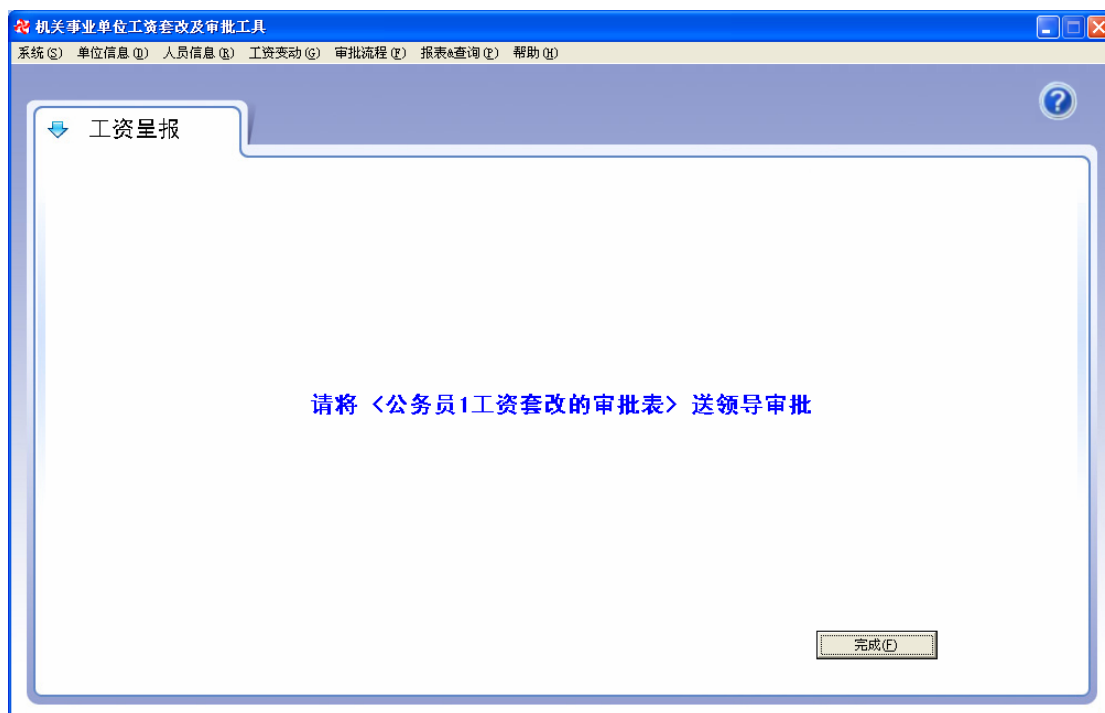 机关事业单位工资套改及审批工具
系统(S) 单位信息(D) 人员信息(R) 工资变动(G) 审批流程(F) 报表&查询(P) 帮助(H)
工资呈报
请将〈公务员1工资套改的审批表〉送领导审批
完成(F)